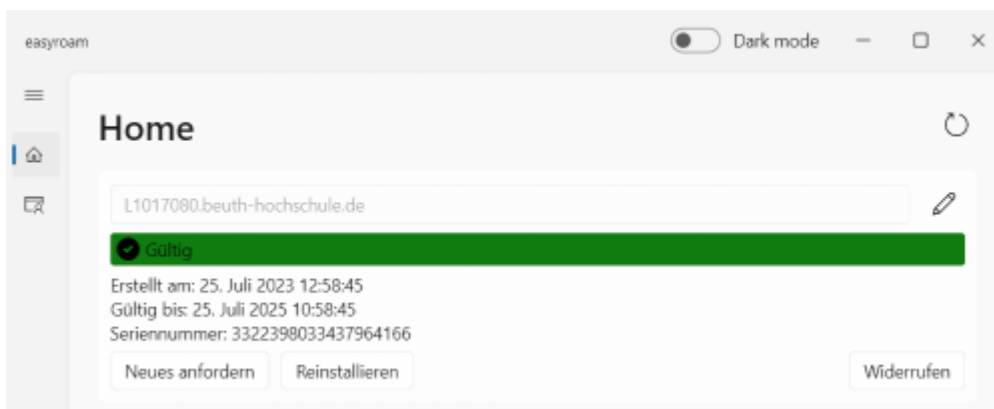 easyroam
Dark mode
Home
L1017080.beuth-hochschule.de
Gültig
Erstellt am: 25. Juli 2023 12:58:45
Gültig bis: 25. Juli 2025 10:58:45
Seriennummer: 3322398033437964166
Neues anfordern
Reinstallieren
Widerrufen